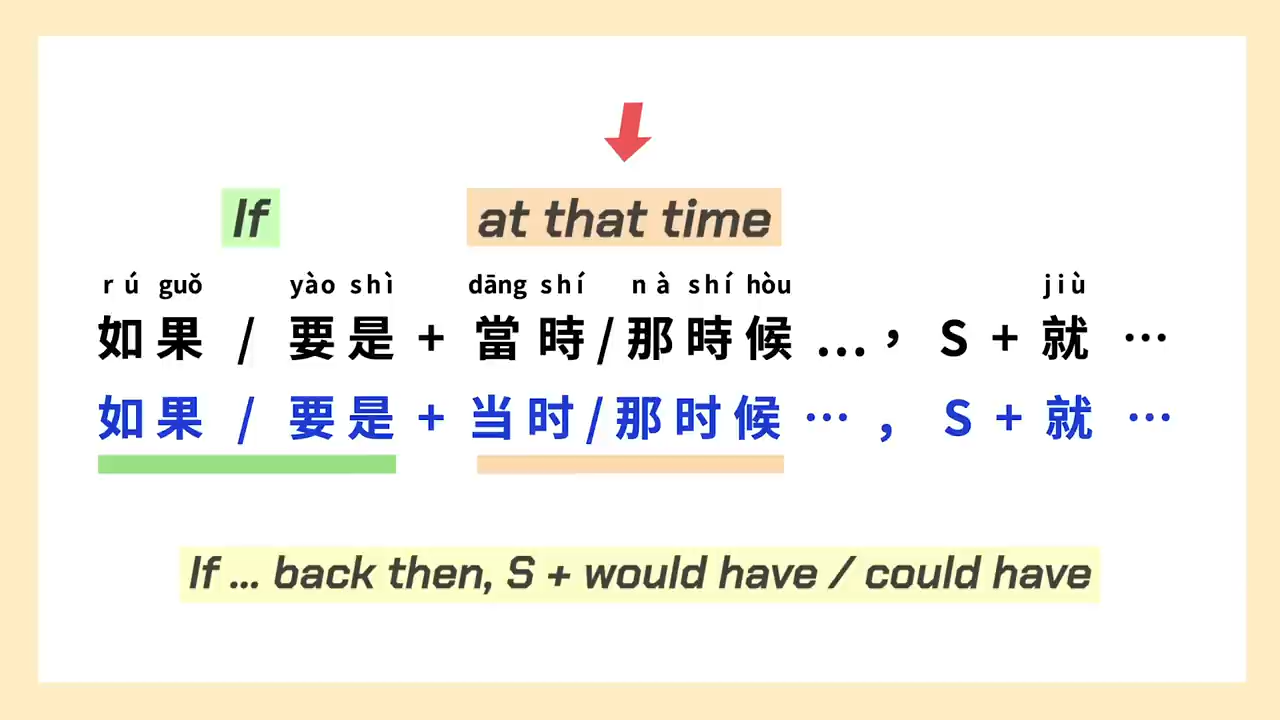 If at that time
rú guǒ yào shì dāng shí nà shí hòu jiù
如果 / 要是 + 當時/那時候 ...，S + 就 …
如果 / 要是 + 当时/那时候 … ，S + 就 …
If ... back then, S + would have / could have